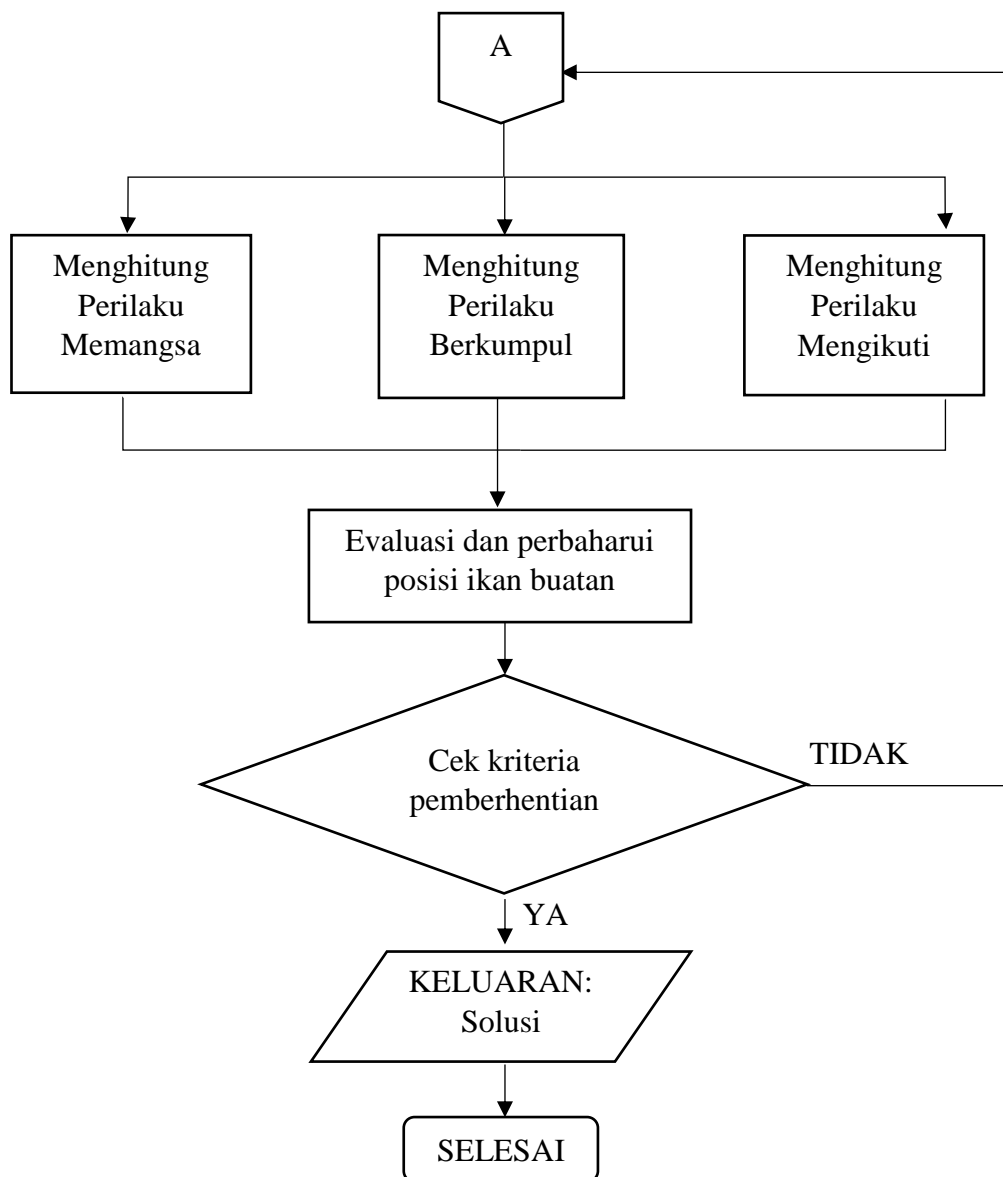 A
Menghitung
Perilaku
Memangsa
Menghitung
Perilaku
Berkumpul
Menghitung
Perilaku
Mengikuti
Evaluasi dan perbaharui
posisi ikan buatan
Cek kriteria
pemberhentian
TIDAK
YA
KELUARAN:
Solusi
SELESAI